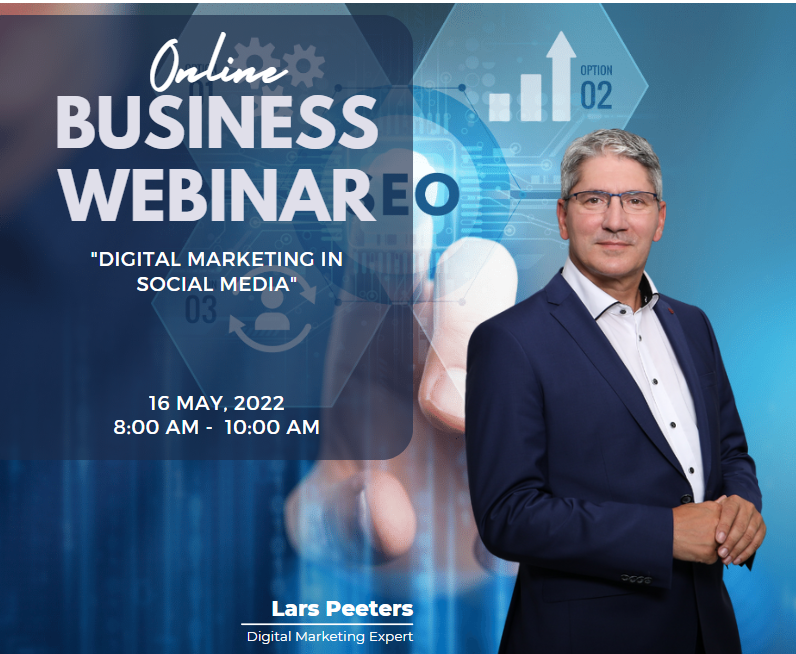 Online
BUSINESS
WEBINAR
"DIGITAL MARKETING IN
SOCIAL MEDIA"
16 MAY, 2022
8:00 AM - 10:00 AM
OPTION
02
SEO
03
Lars Peeters
Digital Marketing Expert